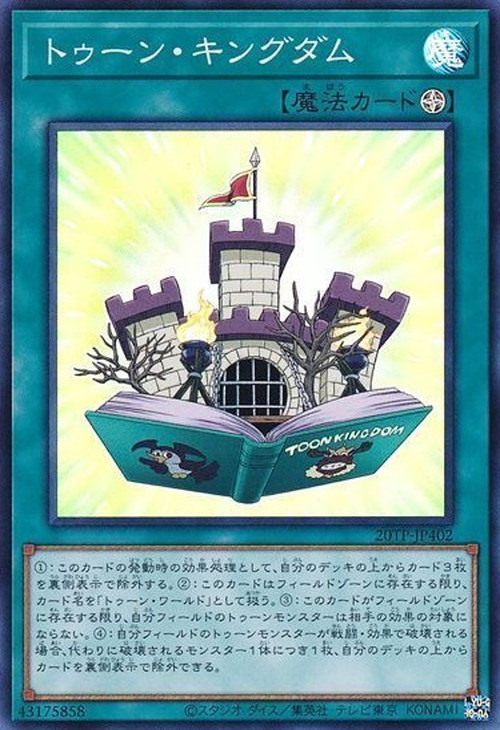 トゥーン・キングダム
魔
【魔法カード】
TOON KINGDOM
20TP-JP402
①:このカードの発動時の効果処理として、自分のデッキの上からカード3枚
を裏側表示で除外する。②:このカードはフィールドゾーンに存在する限り、
カード名を「トゥーン・ワールド」として扱う。③:このカードがフィールドゾーン
に存在する限り、自分フィールドのトゥーンモンスターは相手の効果の対象
にならない。④:自分フィールドのトゥーンモンスターが戦闘・効果で破壊される
場合、代わりに破壊されるモンスター1体につき1枚、自分のデッキの上から
カードを裏側表示で除外できる。
43175858
©スタジオ・ダイス/集英社 テレビ東京 KONAMI